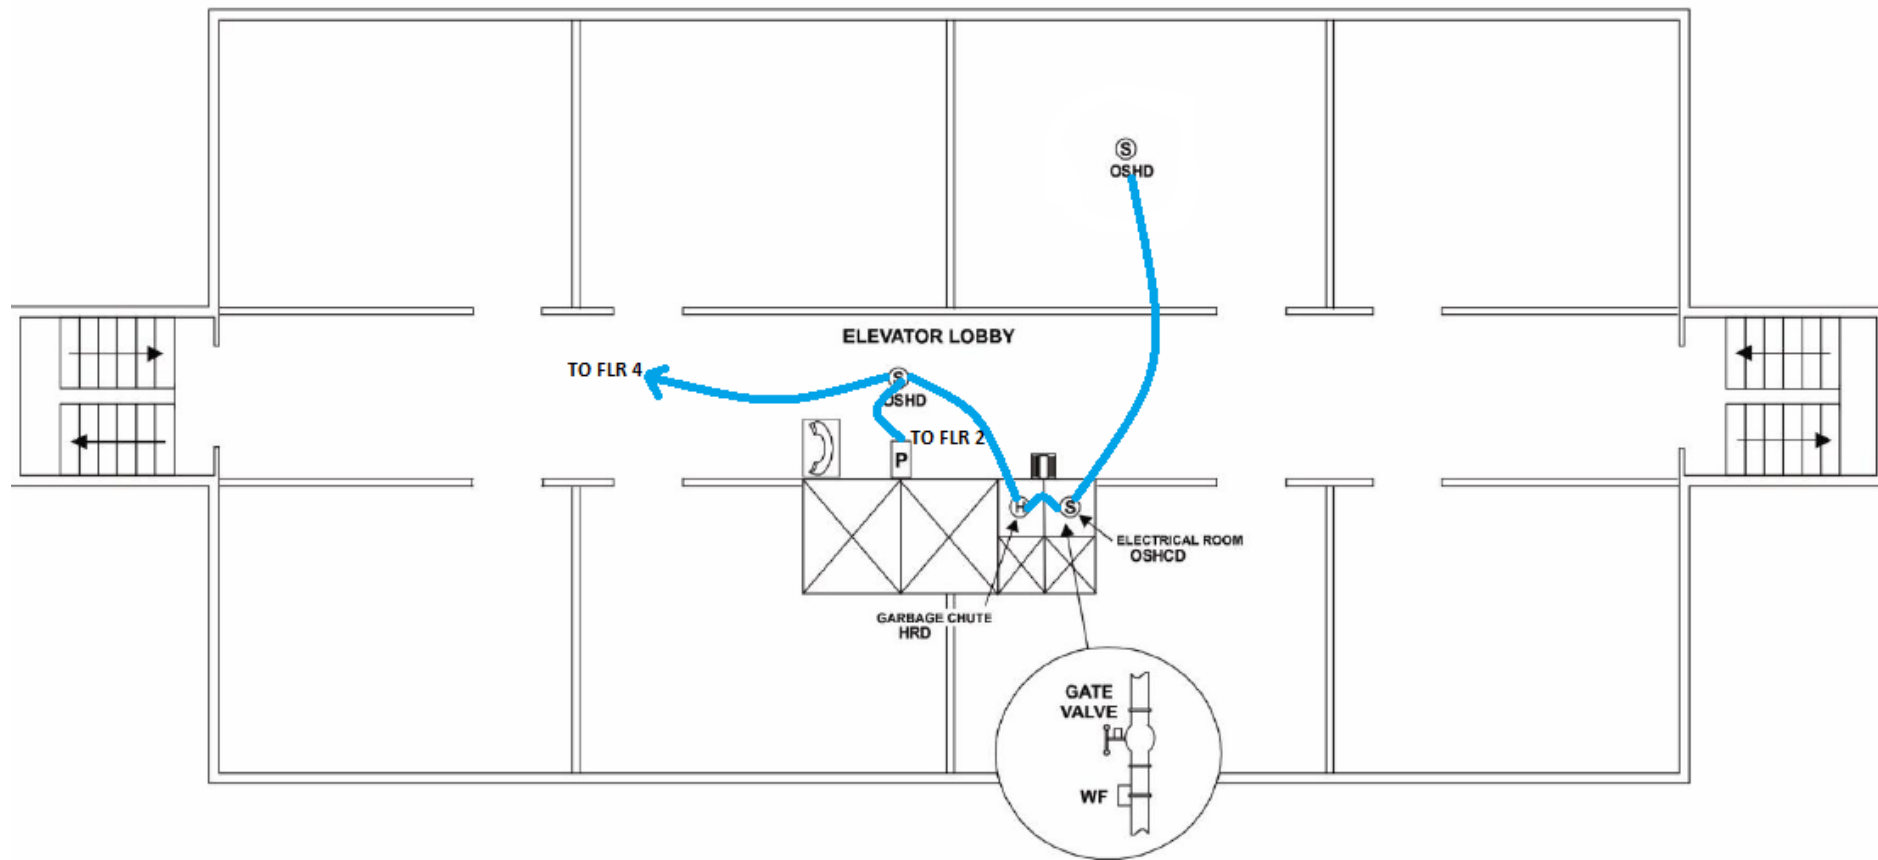 S
OSHD
ELEVATOR LOBBY
TO FLR 4
S
OSHD
TO FLR 2
P
H
S
ELECTRICAL ROOM
OSHCD
GARBAGE CHUTE
HRD
GATE
VALVE
WF